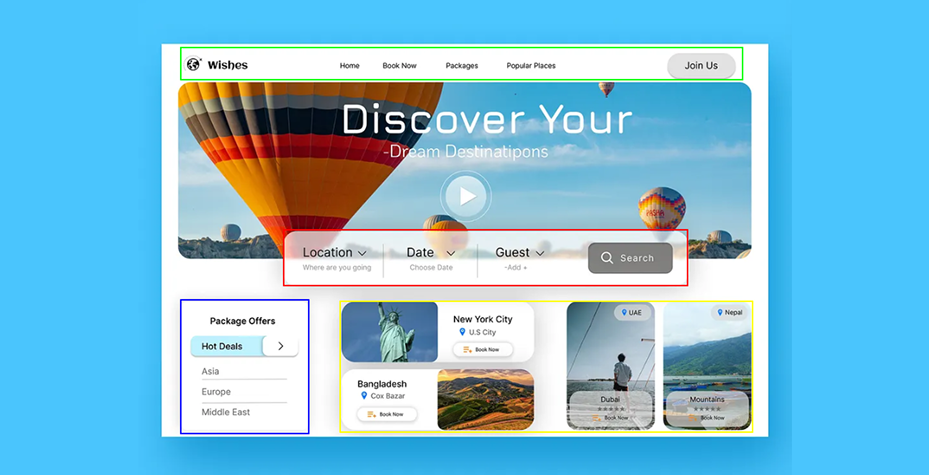 Wishes
Home Book Now Packages Popular Places Join Us
Discover Your
-Dream Destinatipons
Location Date Guest Search
Where are you going Choose Date -Add +
Package Offers
Hot Deals
Asia
Europe
Middle East
New York City
U.S City
Book Now
Bangladesh
Cox Bazar
Book Now
UAE
Dubai
Book Now
Nepal
Mountains
Book Now